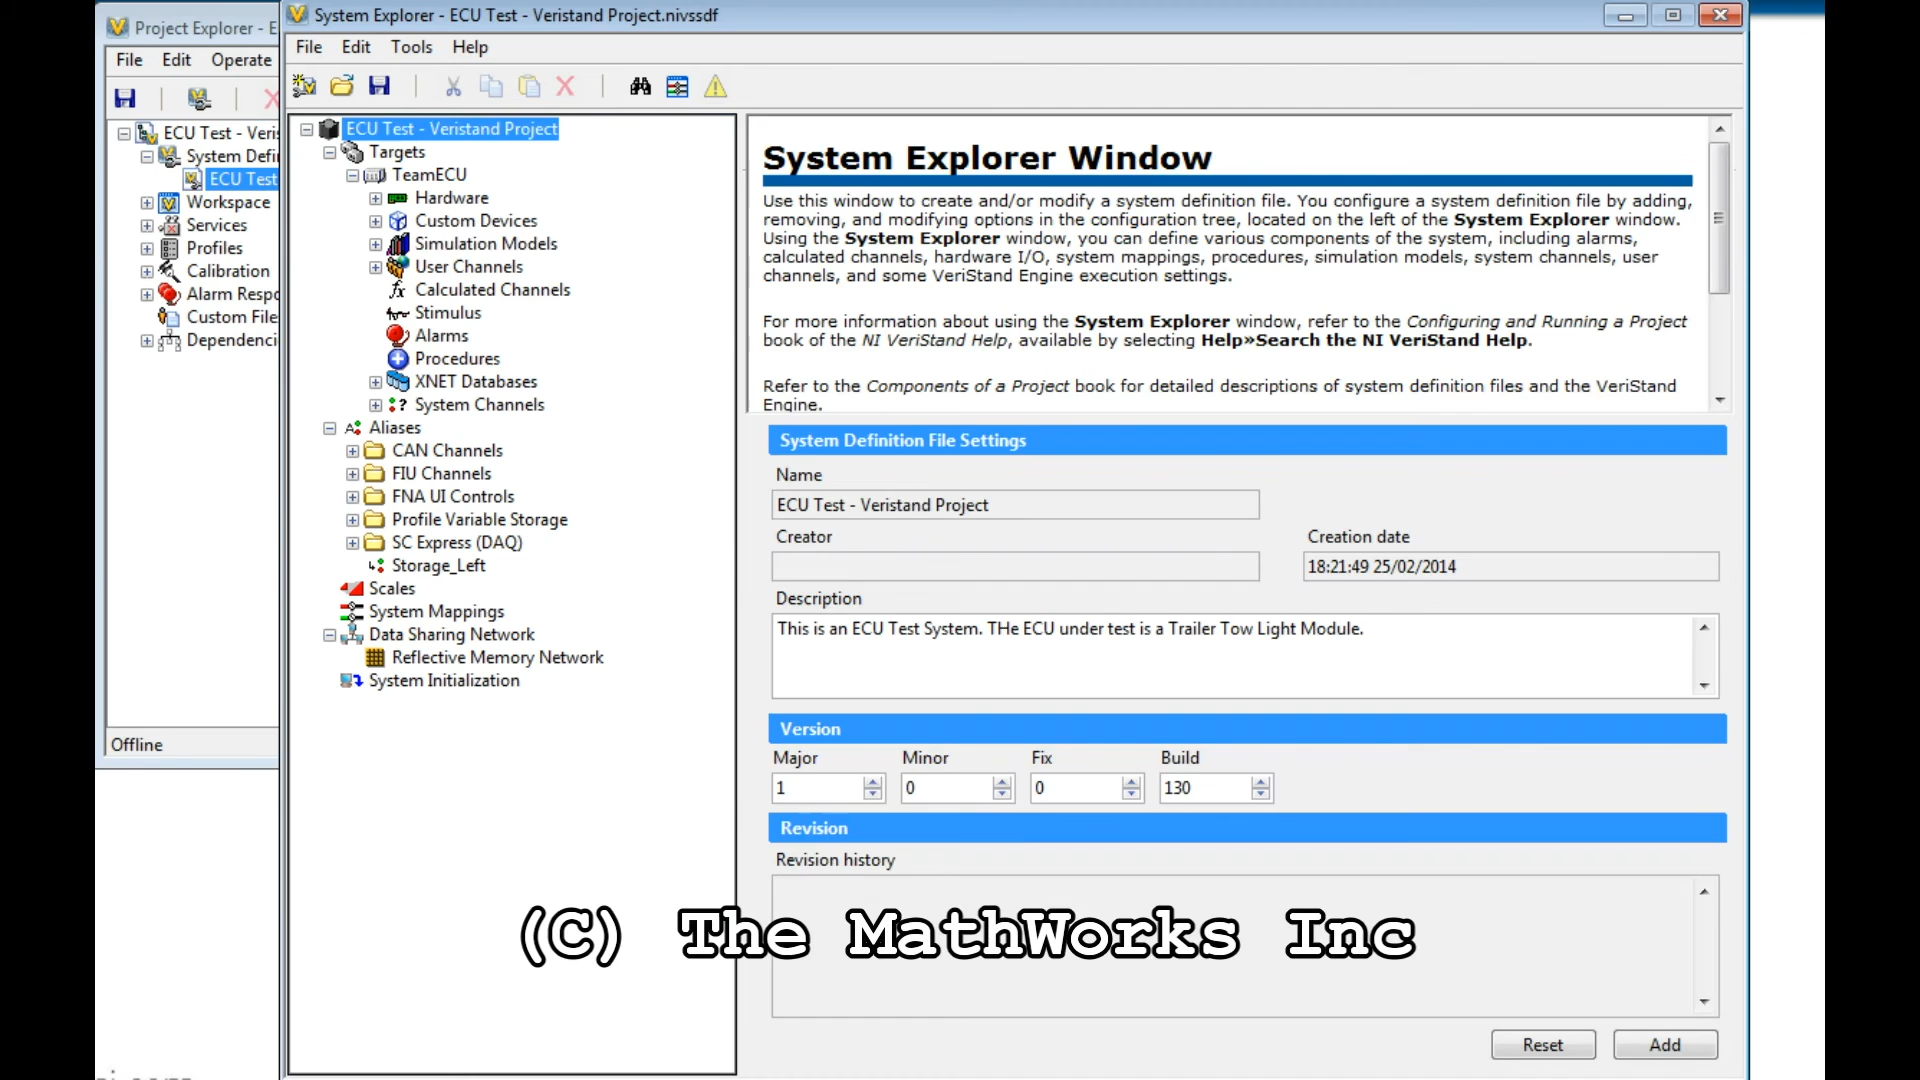 Project Explorer - E
File Edit Operate
ECU Test - Veri
System Defi
ECU Test
Workspace
Services
Profiles
Calibration
Alarm Resp
Custom File
Dependenci
Offline
System Explorer - ECU Test - Veristand Project.nivssdf
File Edit Tools Help
ECU Test - Veristand Project
Targets
TeamECU
Hardware
Custom Devices
Simulation Models
User Channels
fx Calculated Channels
Stimulus
Alarms
Procedures
XNET Databases
System Channels
Aliases
CAN Channels
FIU Channels
FNA UI Controls
Profile Variable Storage
SC Express (DAQ)
Storage_Left
Scales
System Mappings
Data Sharing Network
Reflective Memory Network
System Initialization
System Explorer Window
Use this window to create and/or modify a system definition file. You configure a system definition file by adding,
removing, and modifying options in the configuration tree, located on the left of the System Explorer window.
Using the System Explorer window, you can define various components of the system, including alarms,
calculated channels, hardware I/O, system mappings, procedures, simulation models, system channels, user
channels, and some VeriStand Engine execution settings.
For more information about using the System Explorer window, refer to the Configuring and Running a Project
book of the NI VeriStand Help, available by selecting Help»Search the NI VeriStand Help.
Refer to the Components of a Project book for detailed descriptions of system definition files and the VeriStand
Engine.
System Definition File Settings
Name
ECU Test - Veristand Project
Creator
Creation date
18:21:49 25/02/2014
Description
This is an ECU Test System. THe ECU under test is a Trailer Tow Light Module.
Version
Major Minor Fix Build
1 0 0 130
Revision
Revision history
(C) The MathWorks Inc
Reset Add